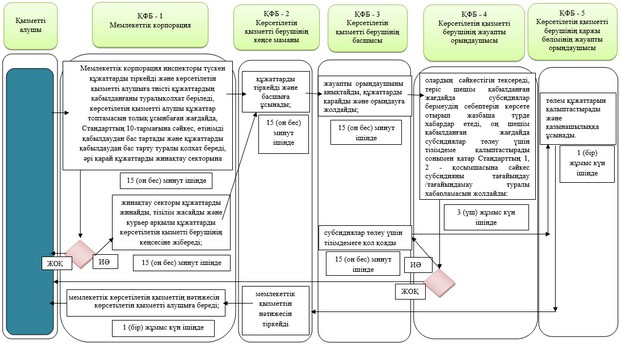 Қызметті
алушы
ҚФБ - 1
Мемлекеттік корпорация
ҚФБ - 2
Көрсетілетін
қызметті берушінің
кеңсе маманы
ҚФБ - 3
Көрсетілетін
қызметті берушінің
басшысы
ҚФБ - 4
Көрсетілетін қызметті
берушінің жауапты
орындаушысы
ҚФБ - 5
Көрсетілетін қызметті
берушінің қаржы
бөлімінің жауапты
орындаушысы
Мемлекеттік корпорация инспекторы түскен
құжаттарды тіркейді және көрсетілетін
қызметті алушыға тиісті құжаттардың
қабылданғаны туралықолхат беріледі,
көрсетілетін қызметті алушы құжаттар
топтамасын толық ұсынбаған жағдайда,
Стандарттың 10-тармағына сәйкес, өтінімді
қабылдаудан бас тартады және құжаттарды
қабылдаудан бас тарту туралы қолхат береді,
әрі қарай құжаттарды жинақтау секторына
15 (он бес) минут ішінде
жинақтау секторы құжаттарды
жинайды, тізілім жасайды және
курьер арқылы құжаттарды
көрсетілетін қызметті берушінің
кеңсесіне жібереді;
15 (он бес) минут ішінде
ЖОҚ
ИӘ
мемлекеттік көрсетілетін қызметтің нәтижесін
көрсетілетін қызметті алушыға береді;
1 (бір) жұмыс күн ішінде
құжаттарды
тіркейді және
басшыға
ұсынады;
15 (он бес)
минут
ішінде
мемлекеттік
қызметтің
нәтижесін
тіркейді
жауапты орындаушыны
анықтайды, құжаттарды
қарайды және орындауға
жолдайды;
15 (он бес) минут
ішінде
субсидиялар төлеу үшін
тізімдемеге қол қояды
15 (он бес) минут
ішінде
олардың сәйкестігін тексереді,
теріс шешім қабылданған
жағдайда субсидиялар
бермеудің себептерін көрсете
отырып жазбаша түрде
хабардар етеді, оң шешім
қабылданған жағдайда
субсидиялар төлеу үшін
тізімдеме қалыптастырады
сонымен қатар Стандарттың 1,
2 - қосымшасына сәйкес
субсидияны тағайындау
/тағайындамау туралы
хабарламасын жолдайды;
3 (үш) жұмыс күн
ішінде
ИӘ
ЖОҚ
төлем құжаттарын
қалыптастырады
және
қазынашылыққа
ұсынады.
1 (бір)
жұмыс күн
ішінде